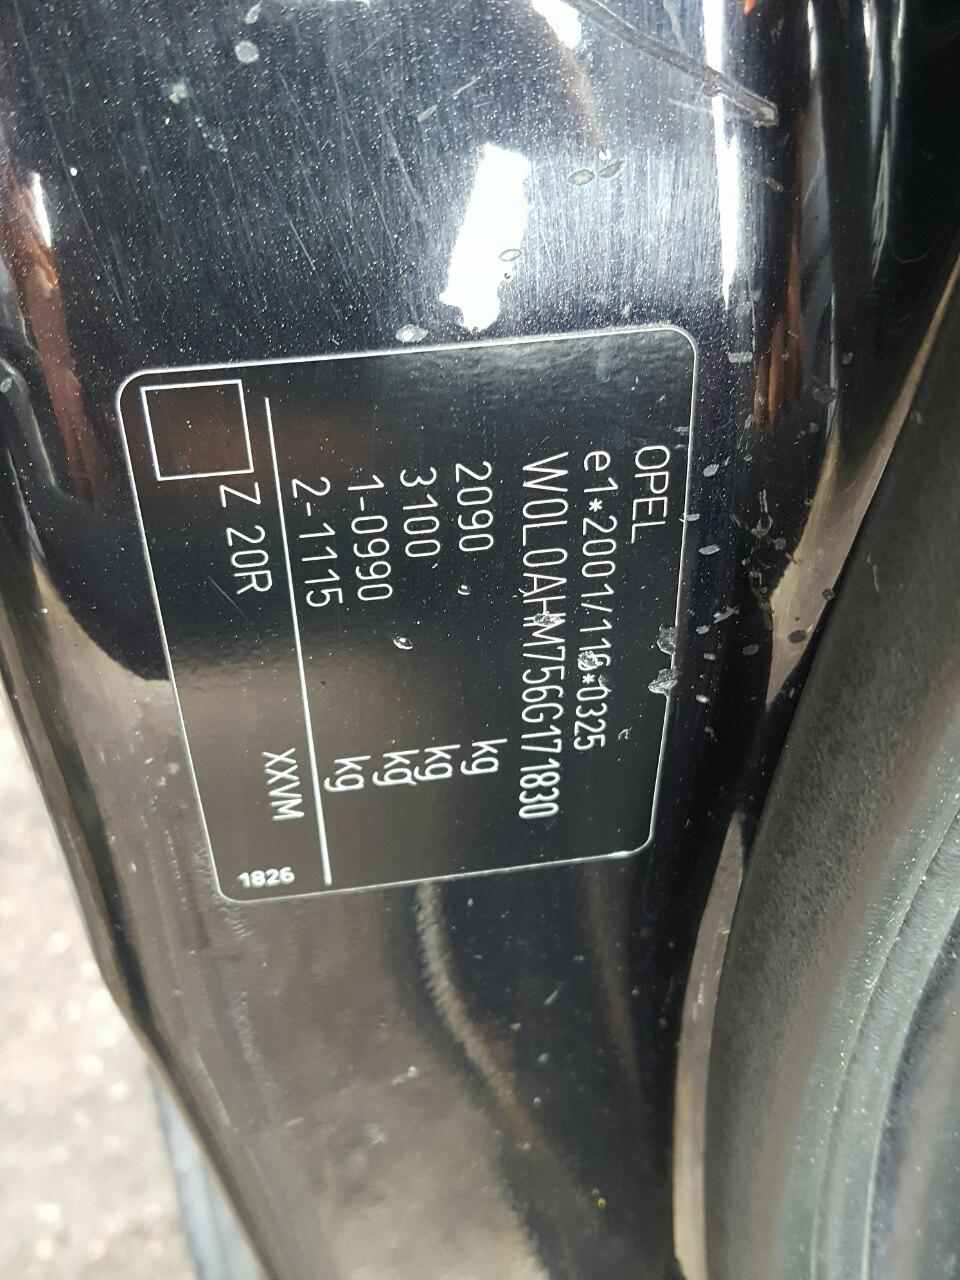 OPEL
e1*2001/116*0325
W0L0AHM756G171830
2090 kg
3100 kg
1-0990 kg
2-1115 kg
Z 20R XXVM
1826